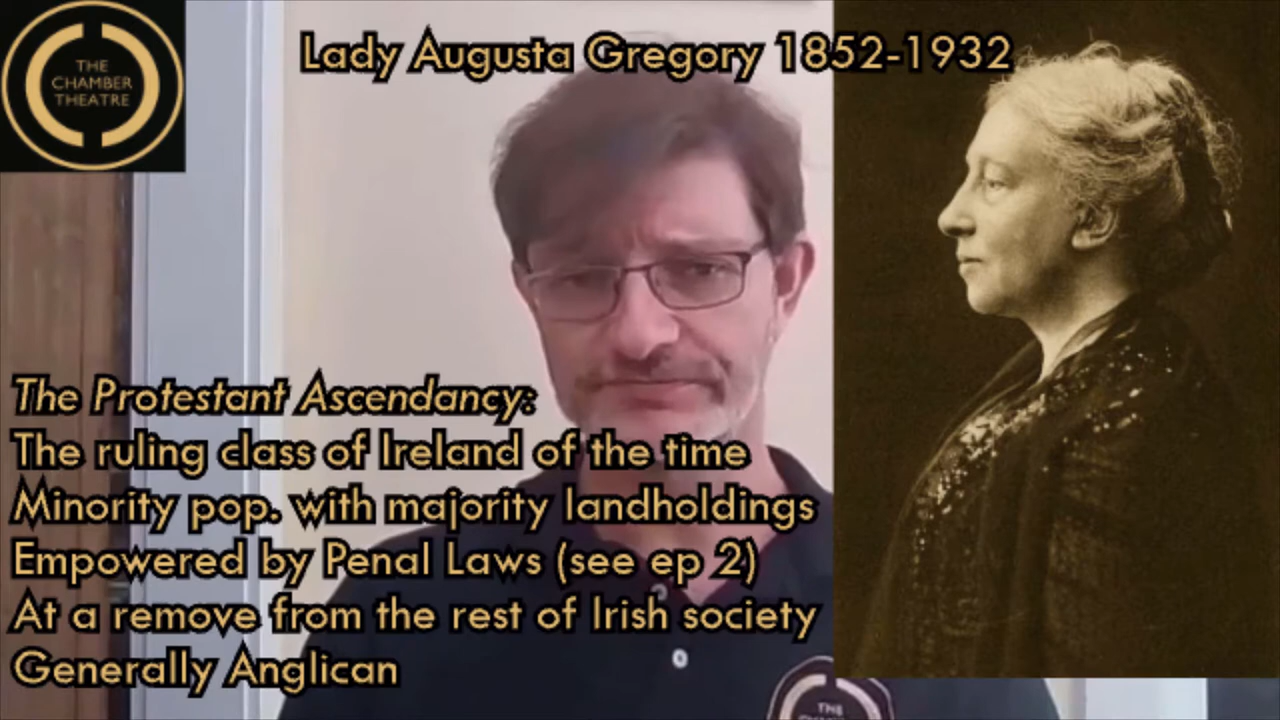 THE
CHAMBER
THEATRE
Lady Augusta Gregory 1852-1932
The Protestant Ascendancy:
The ruling class of Ireland of the time
Minority pop. with majority landholdings
Empowered by Penal Laws (see ep 2)
At a remove from the rest of Irish society
Generally Anglican
THE